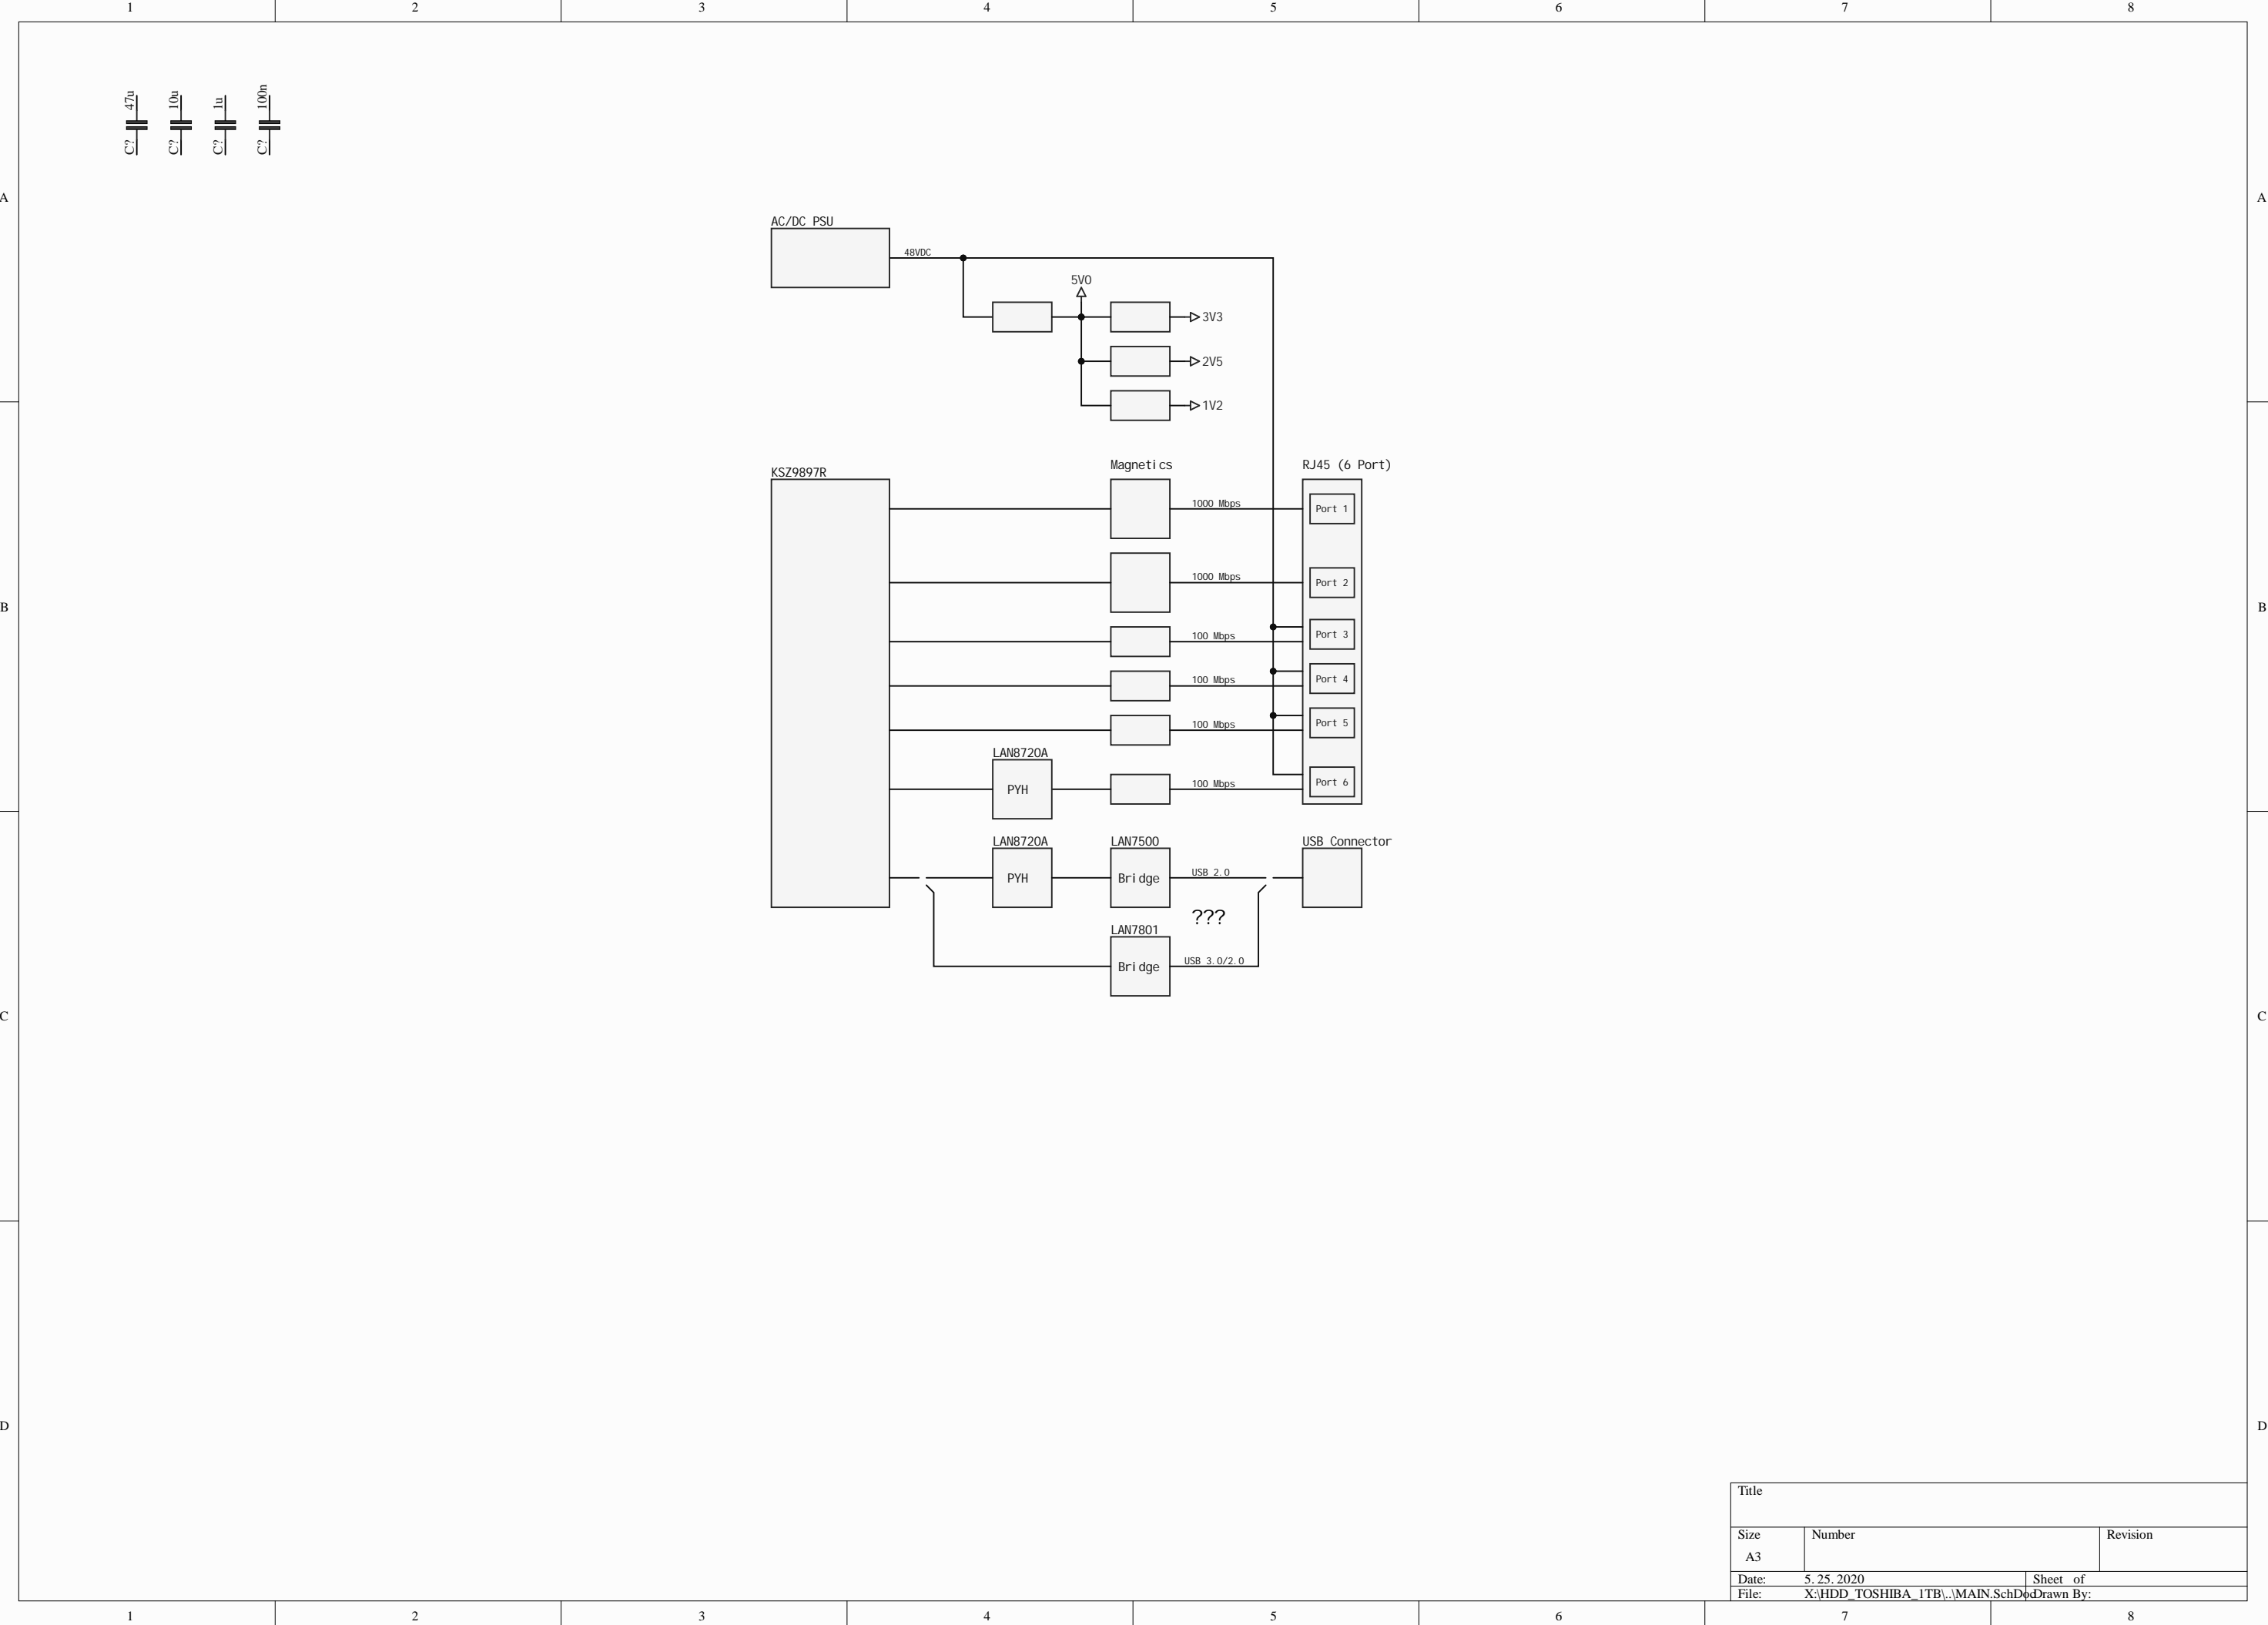 1 2 3 4 5 6 7 8
47u 10u 1u 100n
C? C? C? C?
A A
AC/DC PSU
48VDC
5V0
3V3
2V5
1V2
B B
KSZ9897R
Magnetics
RJ45 (6 Port)
1000 Mbps
Port 1
1000 Mbps
Port 2
100 Mbps
Port 3
100 Mbps
Port 4
100 Mbps
Port 5
LAN8720A
PYH
100 Mbps
Port 6
LAN8720A
PYH
LAN7500
Bridge
USB 2.0
USB Connector
???
LAN7801
Bridge
USB 3.0/2.0
C C
D D
Title
Size
A3
Number
Revision
Date: 5.25.2020
Sheet of
File: X:\HDD_TOSHIBA_1TB\..\MAIN.SchDoc
Drawn By:
1 2 3 4 5 6 7 8